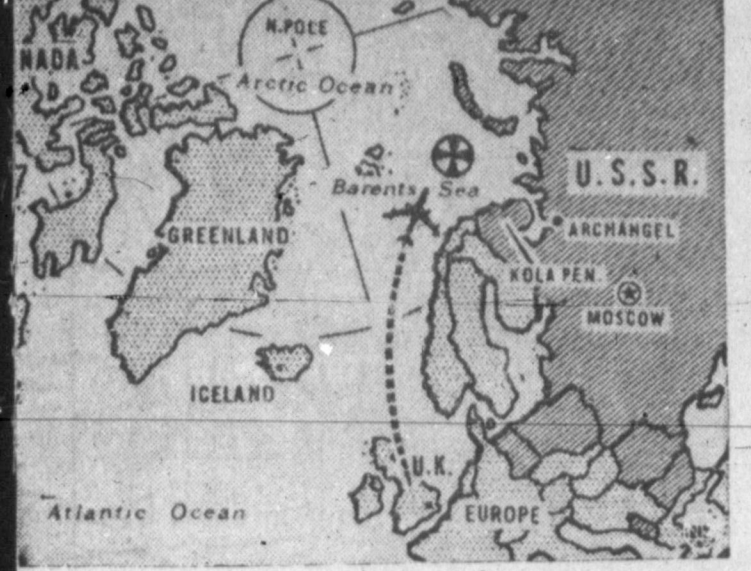 N.POLE
NADA
Arctic Ocean
U.S.S.R.
Barents Sea
ARCHANGEL
GREENLAND
KOLA PEN.
MOSCOW
ICELAND
U.K.
Atlantic Ocean
EUROPE